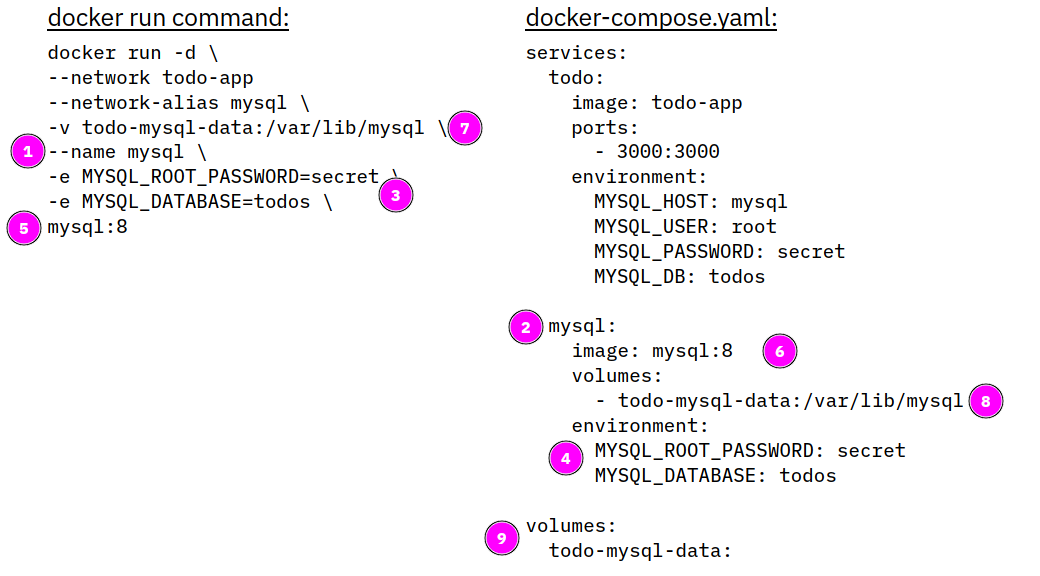 docker run command:
docker run -d \
--network todo-app
--network-alias mysql \
-v todo-mysql-data:/var/lib/mysql \ 7
1 --name mysql \
-e MYSQL_ROOT_PASSWORD=secret \
-e MYSQL_DATABASE=todos \ 3
5 mysql:8
docker-compose.yaml:
services:
  todo:
    image: todo-app
    ports:
      - 3000:3000
    environment:
      MYSQL_HOST: mysql
      MYSQL_USER: root
      MYSQL_PASSWORD: secret
      MYSQL_DB: todos
2 mysql:
    image: mysql:8 6
    volumes:
      - todo-mysql-data:/var/lib/mysql 8
    environment:
4     MYSQL_ROOT_PASSWORD: secret
      MYSQL_DATABASE: todos
9 volumes:
  todo-mysql-data: